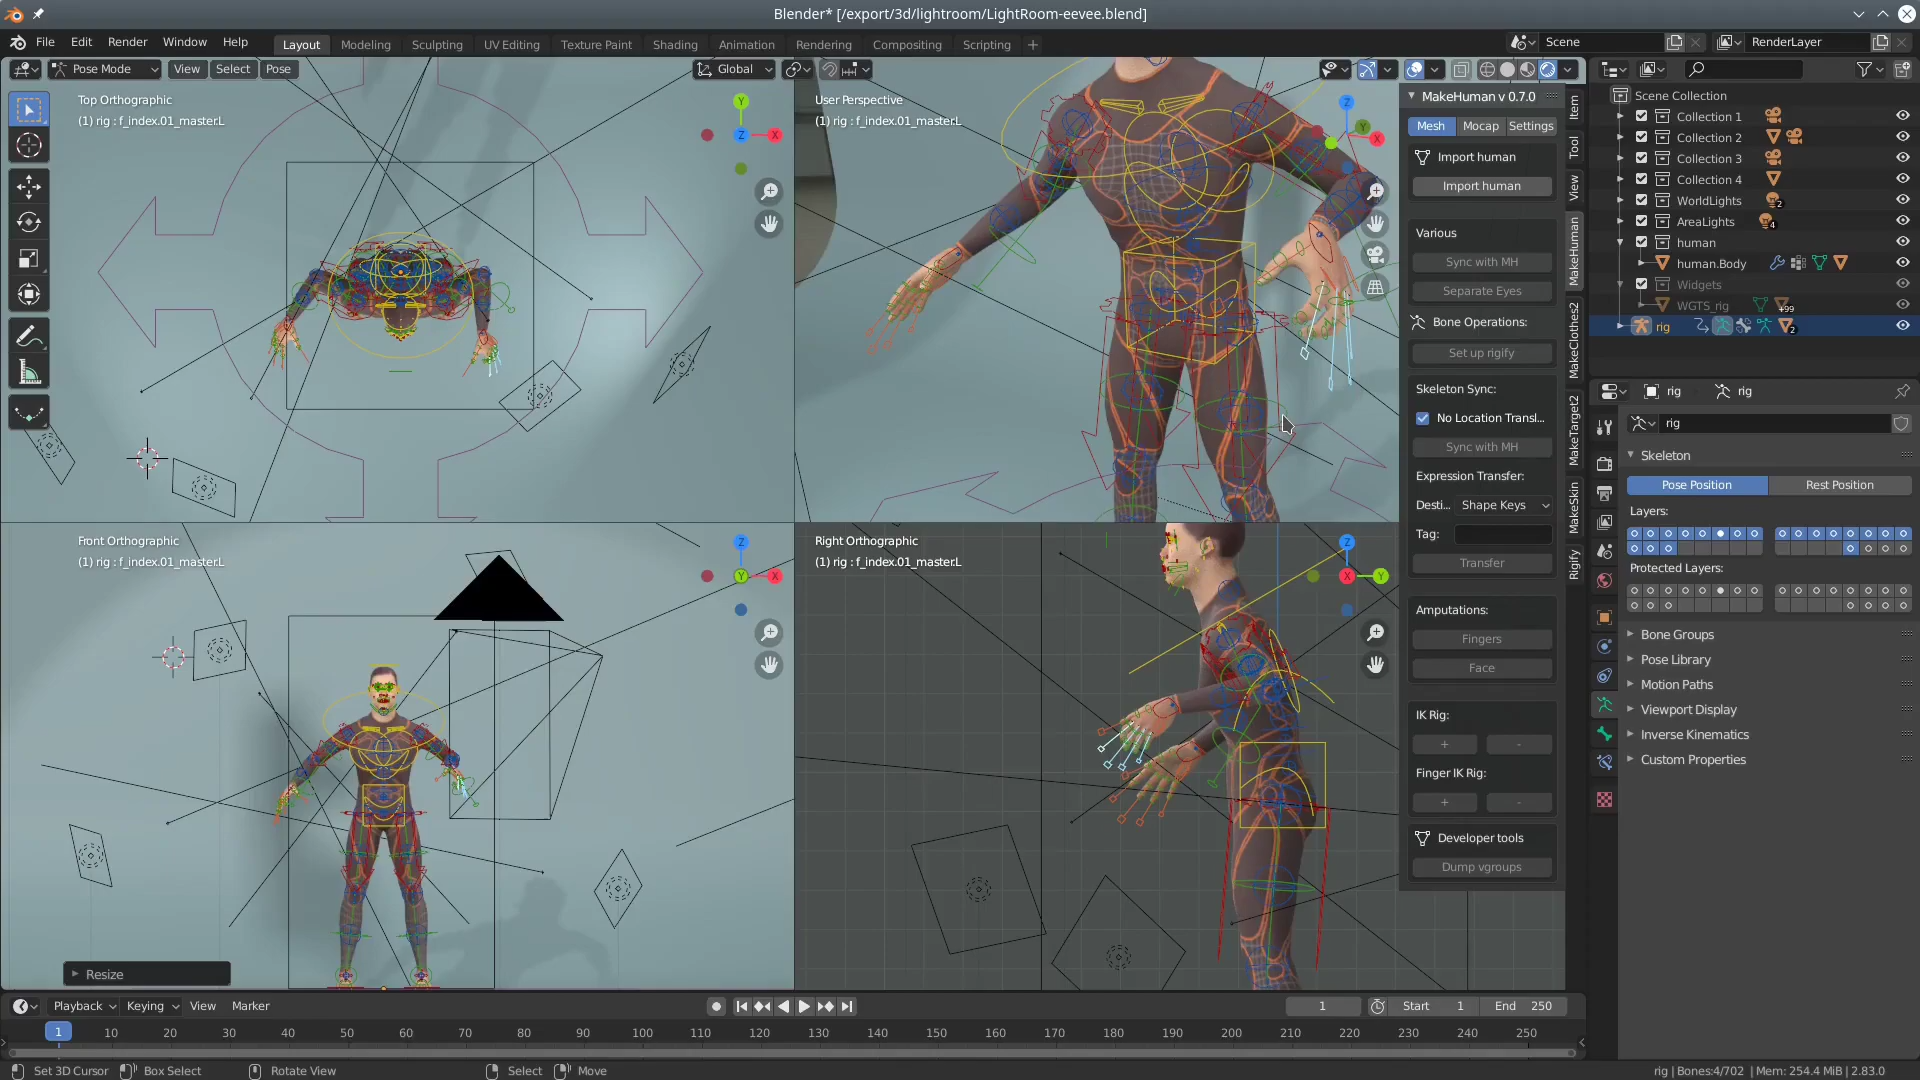 Blender* [/export/3d/lightroom/LightRoom-eevee.blend]
File Edit Render Window Help
Layout Modeling Sculpting UV Editing Texture Paint Shading Animation Rendering Compositing Scripting +
Scene
RenderLayer
Pose Mode View Select Pose
Global
Top Orthographic
(1) rig : f_index.01_master.L
Y
Z
X
User Perspective
(1) rig : f_index.01_master.L
Z
Y
X
Front Orthographic
(1) rig : f_index.01_master.L
Z
Y
X
Resize
Right Orthographic
(1) rig : f_index.01_master.L
Z
X
Y
MakeHuman v 0.7.0
Mesh Mocap Settings
Import human
Import human
Various
Sync with MH
Separate Eyes
Bone Operations:
Set up rigify
Skeleton Sync:
No Location Transl...
Sync with MH
Expression Transfer:
Desti... Shape Keys
Tag:
Transfer
Amputations:
Fingers
Face
IK Rig:
+ -
Finger IK Rig:
+ -
Developer tools
Dump vgroups
Item
Tool
View
MakeHuman
MakeClothes2
MakeTarget2
MakeSkin
Rigify
Scene Collection
Collection 1
Collection 2
Collection 3
Collection 4
WorldLights 2
AreaLights 4
human
human.Body
Widgets
WGTS_rig +99
rig 2
rig rig
rig
Skeleton
Pose Position Rest Position
Layers:
Protected Layers:
Bone Groups
Pose Library
Motion Paths
Viewport Display
Inverse Kinematics
Custom Properties
Playback Keying View Marker
1 Start 1 End 250
1 10 20 30 40 50 60 70 80 90 100 110 120 130 140 150 160 170 180 190 200 210 220 230 240 250
Set 3D Cursor Box Select Rotate View Select Move
rig | Bones:4/702 | Mem: 254.4 MiB | 2.83.0